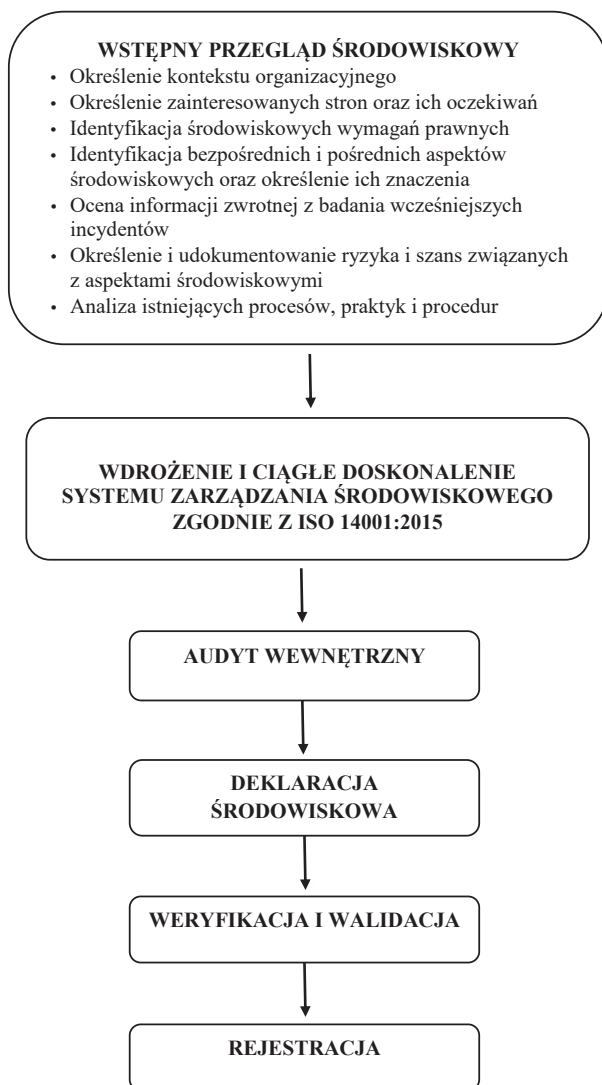 WSTĘPNY PRZEGLĄD ŚRODOWISKOWY
• Określenie kontekstu organizacyjnego
• Określenie zainteresowanych stron oraz ich oczekiwań
• Identyfikacja środowiskowych wymagań prawnych
• Identyfikacja bezpośrednich i pośrednich aspektów
środowiskowych oraz określenie ich znaczenia
• Ocena informacji zwrotnej z badania wcześniejszych
incydentów
• Określenie i udokumentowanie ryzyka i szans związanych
z aspektami środowiskowymi
• Analiza istniejących procesów, praktyk i procedur
WDROŻENIE I CIĄGŁE DOSKONALENIE
SYSTEMU ZARZĄDZANIA ŚRODOWISKOWEGO
ZGODNIE Z ISO 14001:2015
AUDYT WEWNĘTRZNY
DEKLARACJA
ŚRODOWISKOWA
WERYFIKACJA I WALIDACJA
REJESTRACJA